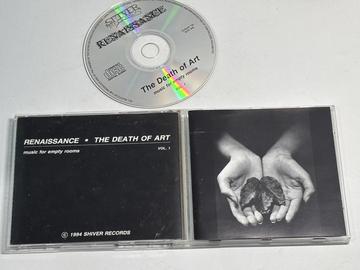 SHIVER
RENAISSANCE
The Death of Art
music for empty rooms
RENAISSANCE • THE DEATH OF ART
music for empty rooms
VOL. 1
© 1994 SHIVER RECORDS